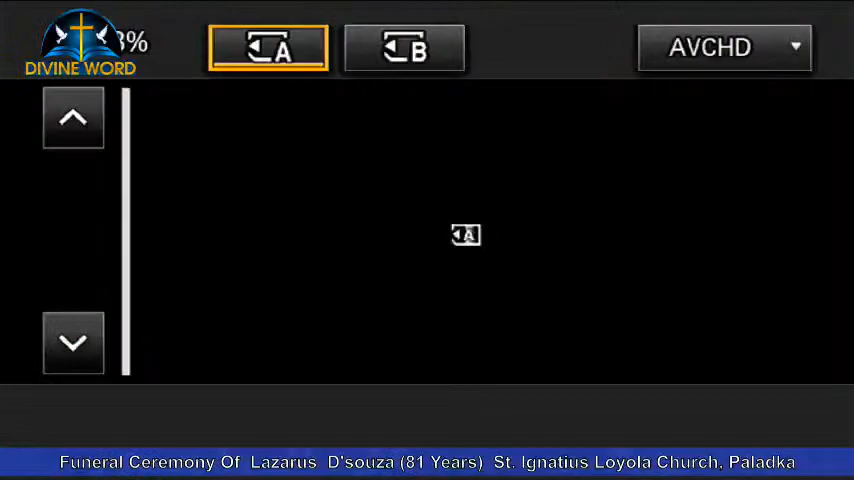 %
A
B
AVCHD
DIVINE WORD
A
Funeral Ceremony Of Lazarus D'souza (81 Years) St. Ignatius Loyola Church, Paladka